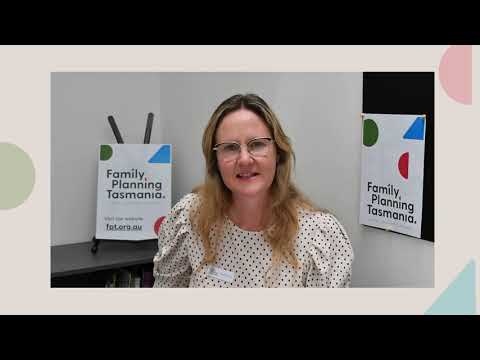 Family,
Planning
Tasmania.
Visit our website
fpt.org.au
Family,
Planning
Tasmania.